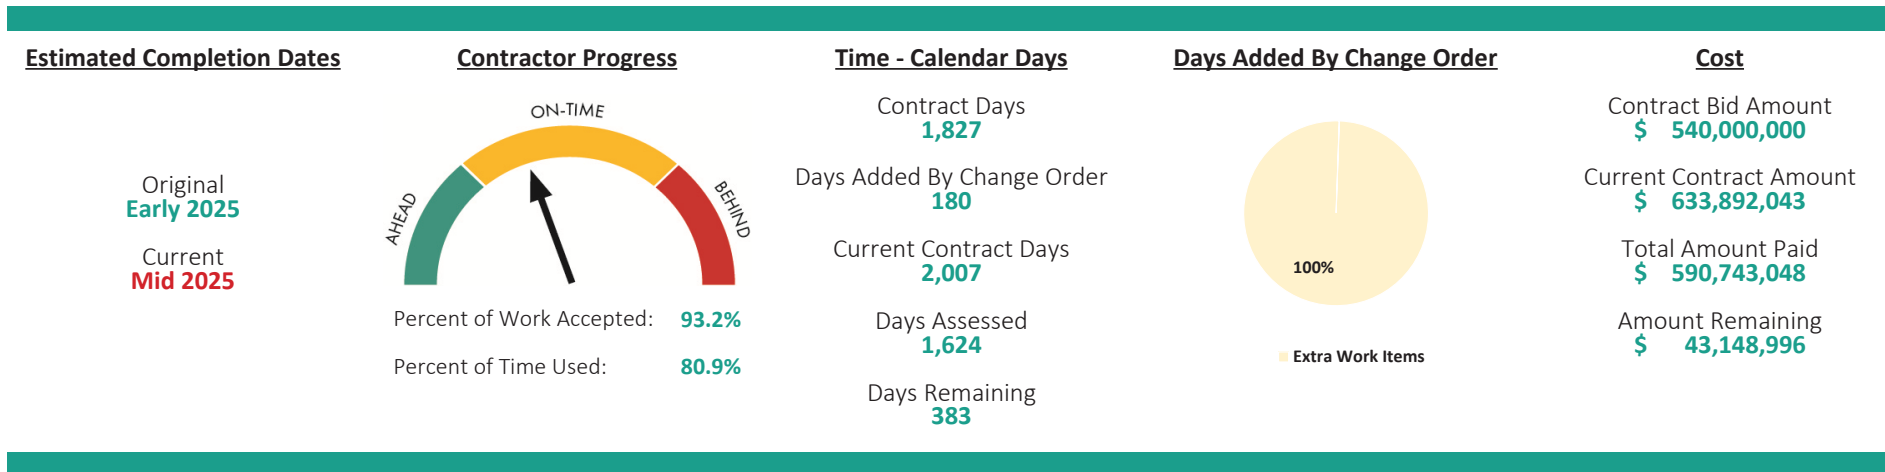 Estimated Completion Dates
Original
Early 2025
Current
Mid 2025
Contractor Progress
ON-TIME
AHEAD
BEHIND
Percent of Work Accepted: 93.2%
Percent of Time Used: 80.9%
Time - Calendar Days
Contract Days
1,827
Days Added By Change Order
180
Current Contract Days
2,007
Days Assessed
1,624
Days Remaining
383
Days Added By Change Order
100%
Extra Work Items
Cost
Contract Bid Amount
$ 540,000,000
Current Contract Amount
$ 633,892,043
Total Amount Paid
$ 590,743,048
Amount Remaining
$ 43,148,996